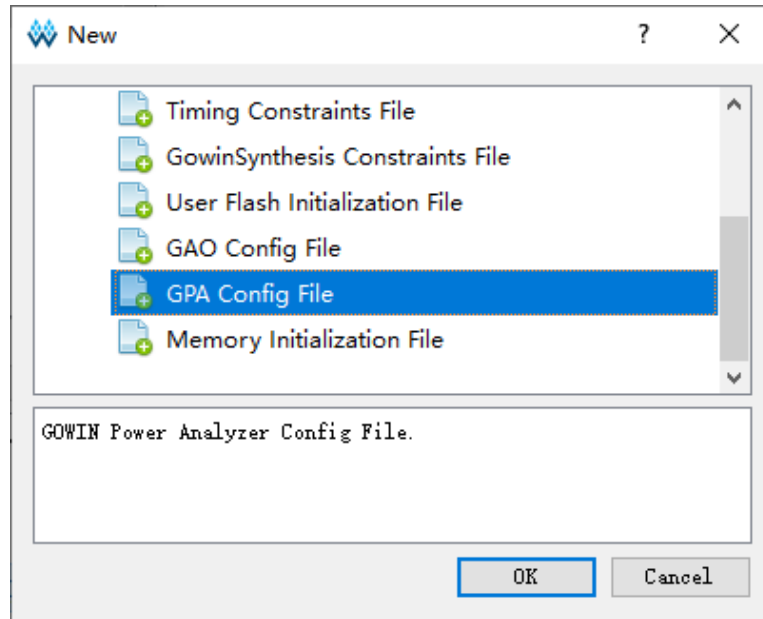 New
?
Timing Constraints File
GowinSynthesis Constraints File
User Flash Initialization File
GAO Config File
GPA Config File
Memory Initialization File
GOWIN Power Analyzer Config File.
OK Cancel